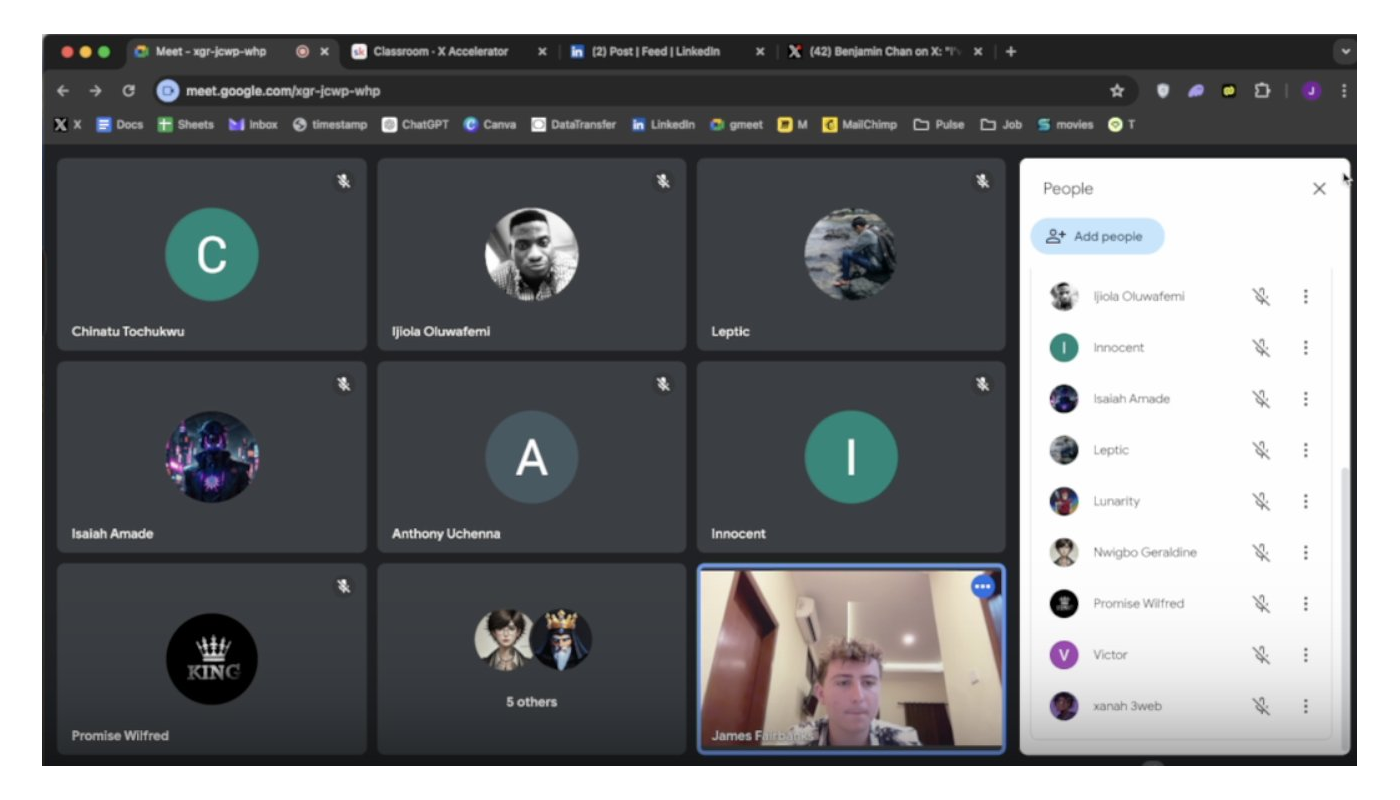 Meet - xgr-jcwp-whp
Classroom - X Accelerator
(2) Post | Feed | LinkedIn
(42) Benjamin Chan on X: "I'
meet.google.com/xgr-jcwp-whp
J
X Docs Sheets Inbox timestamp ChatGPT Canva DataTransfer LinkedIn gmeet M MailChimp Pulse Job movies T
C
Chinatu Tochukwu
Ijiola Oluwafemi
Leptic
Isaiah Amade
A
Anthony Uchenna
I
Innocent
KING
Promise Wilfred
5 others
James Fairbanks
People
Add people
Ijiola Oluwafemi
I
Innocent
Isaiah Amade
Leptic
Lunarity
Nwigbo Geraldine
Promise Wilfred
V
Victor
xanah 3web